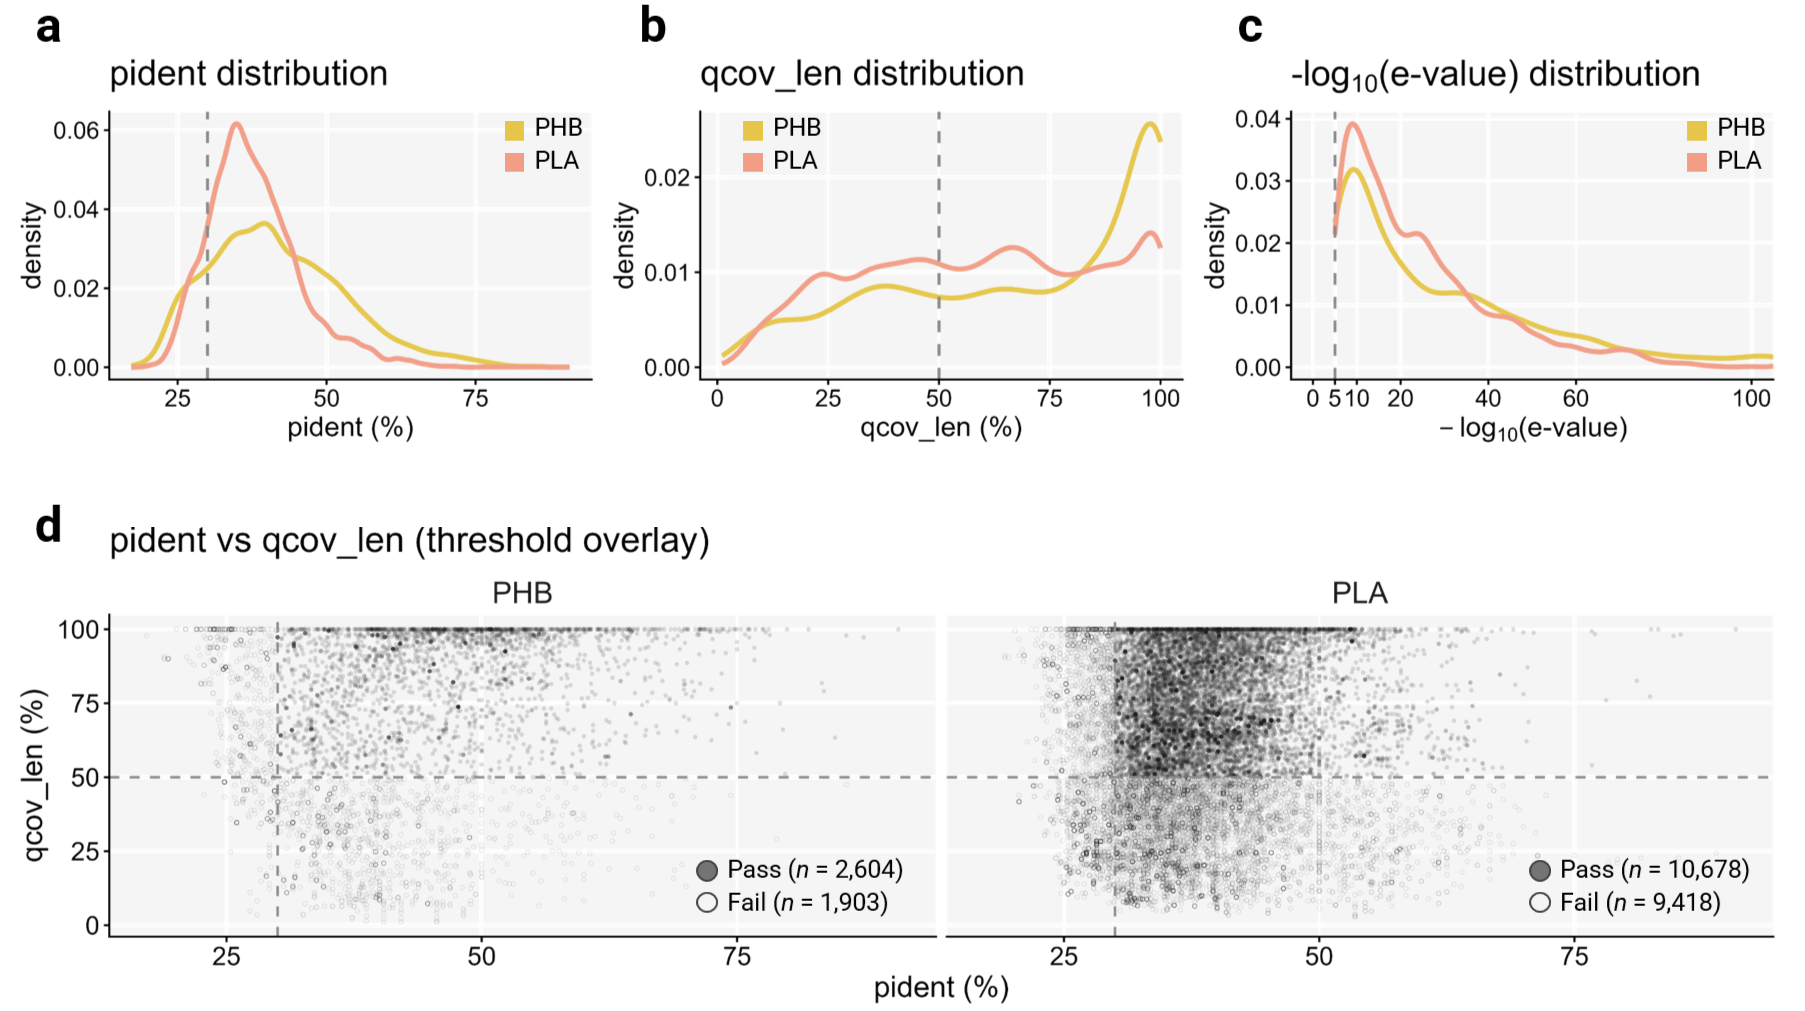 a
pident distribution
0.06
0.04
0.02
0.00
density
25 50 75
pident (%)
PHB
PLA
b
qcov_len distribution
0.02
0.01
0.00
density
0 25 50 75 100
qcov_len (%)
PHB
PLA
c
-log₁₀(e-value) distribution
0.04
0.03
0.02
0.01
0.00
density
0 5 10 20 40 60 100
− log₁₀(e-value)
PHB
PLA
d
pident vs qcov_len (threshold overlay)
PHB
PLA
100
75
50
25
0
qcov_len (%)
Pass (n = 2,604)
Fail (n = 1,903)
Pass (n = 10,678)
Fail (n = 9,418)
25 50 75
25 50 75
pident (%)